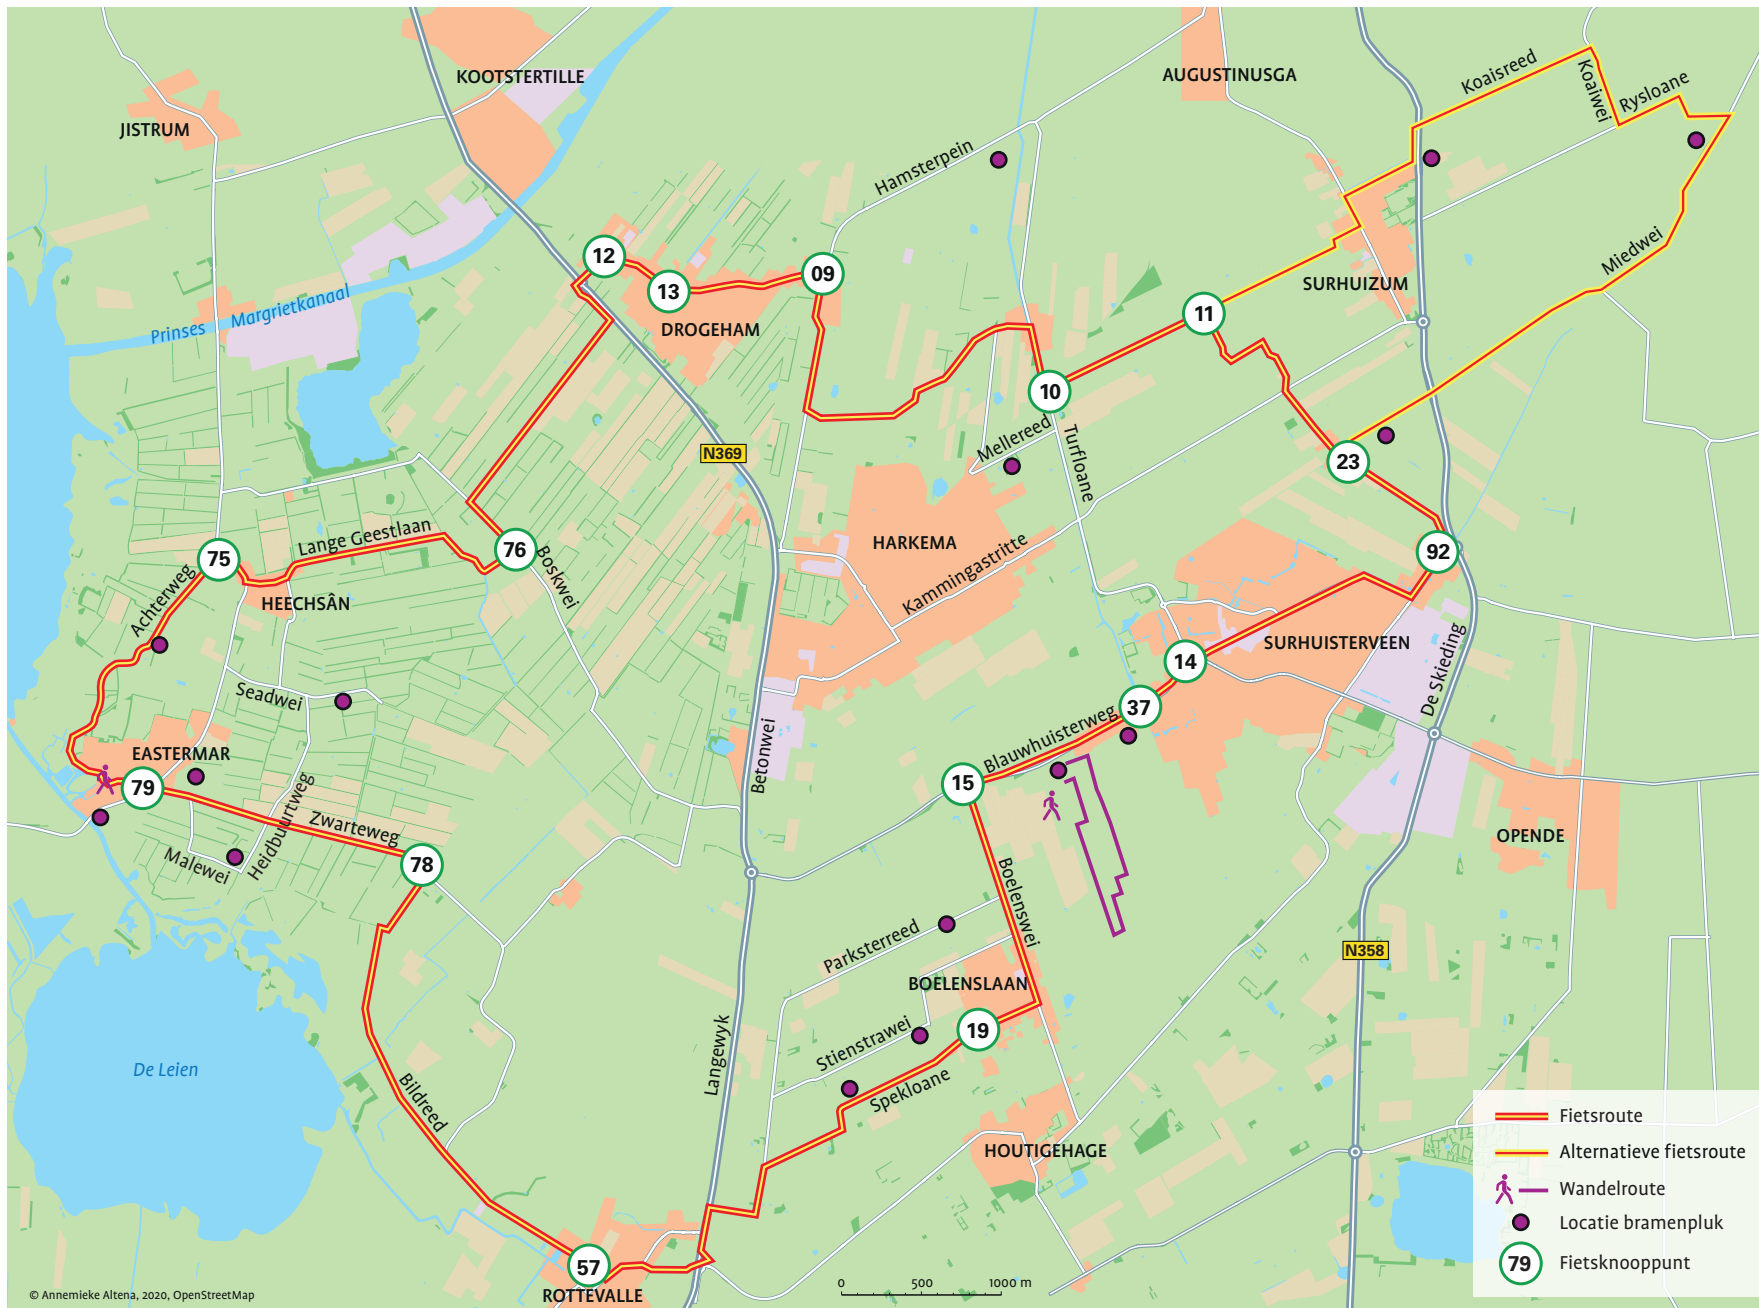 KOOTSTERTILLE
AUGUSTINUSGA
JISTRUM
Koaisreed
Koaiwei
Rysloane
Hamsterpein
12
13
09
DROGEHAM
SURHUIZUM
Miedwei
Prinses Margrietkanaal
11
10
N369
Mellereed
Turfloane
23
75
Lange Geestlaan
76
Boskwei
HARKEMA
92
Achterweg
HEECHSÂN
Kammingastritte
SURHUISTERVEEN
14
De Skieding
Seadwei
37
Blauwhuisterweg
EASTERMAR
Betonwei
79
15
Heidbuurtweg
Zwarteweg
Malewei
78
OPENDE
Boelenswei
Parksterreed
N358
BOELENSLAAN
Stienstrawei
19
De Leien
Langewyk
Spekloane
Bildreed
HOUTIGEHAGE
57
ROTTEVALLE
Fietsroute
Alternatieve fietsroute
Wandelroute
Locatie bramenpluk
79 Fietsknooppunt
0 500 1000 m
© Annemieke Altena, 2020, OpenStreetMap